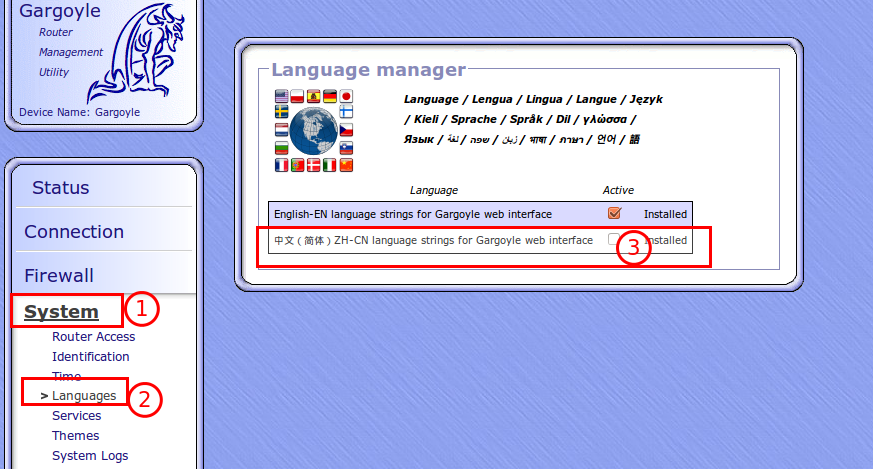 Gargoyle
Router
Management
Utility
Device Name: Gargoyle
Status
Connection
Firewall
System
1
Router Access
Identification
Time
> Languages
2
Services
Themes
System Logs
Language manager
Language / Lengua / Lingua / Langue / Język
/ Kieli / Sprache / Språk / Dil / γλώσσα /
Язык / لغة / שפה / زبان / भाषा / ภาษา / 언어 / 語
Language Active
English-EN language strings for Gargoyle web interface Installed
中文（简体）ZH-CN language strings for Gargoyle web interface Installed
3